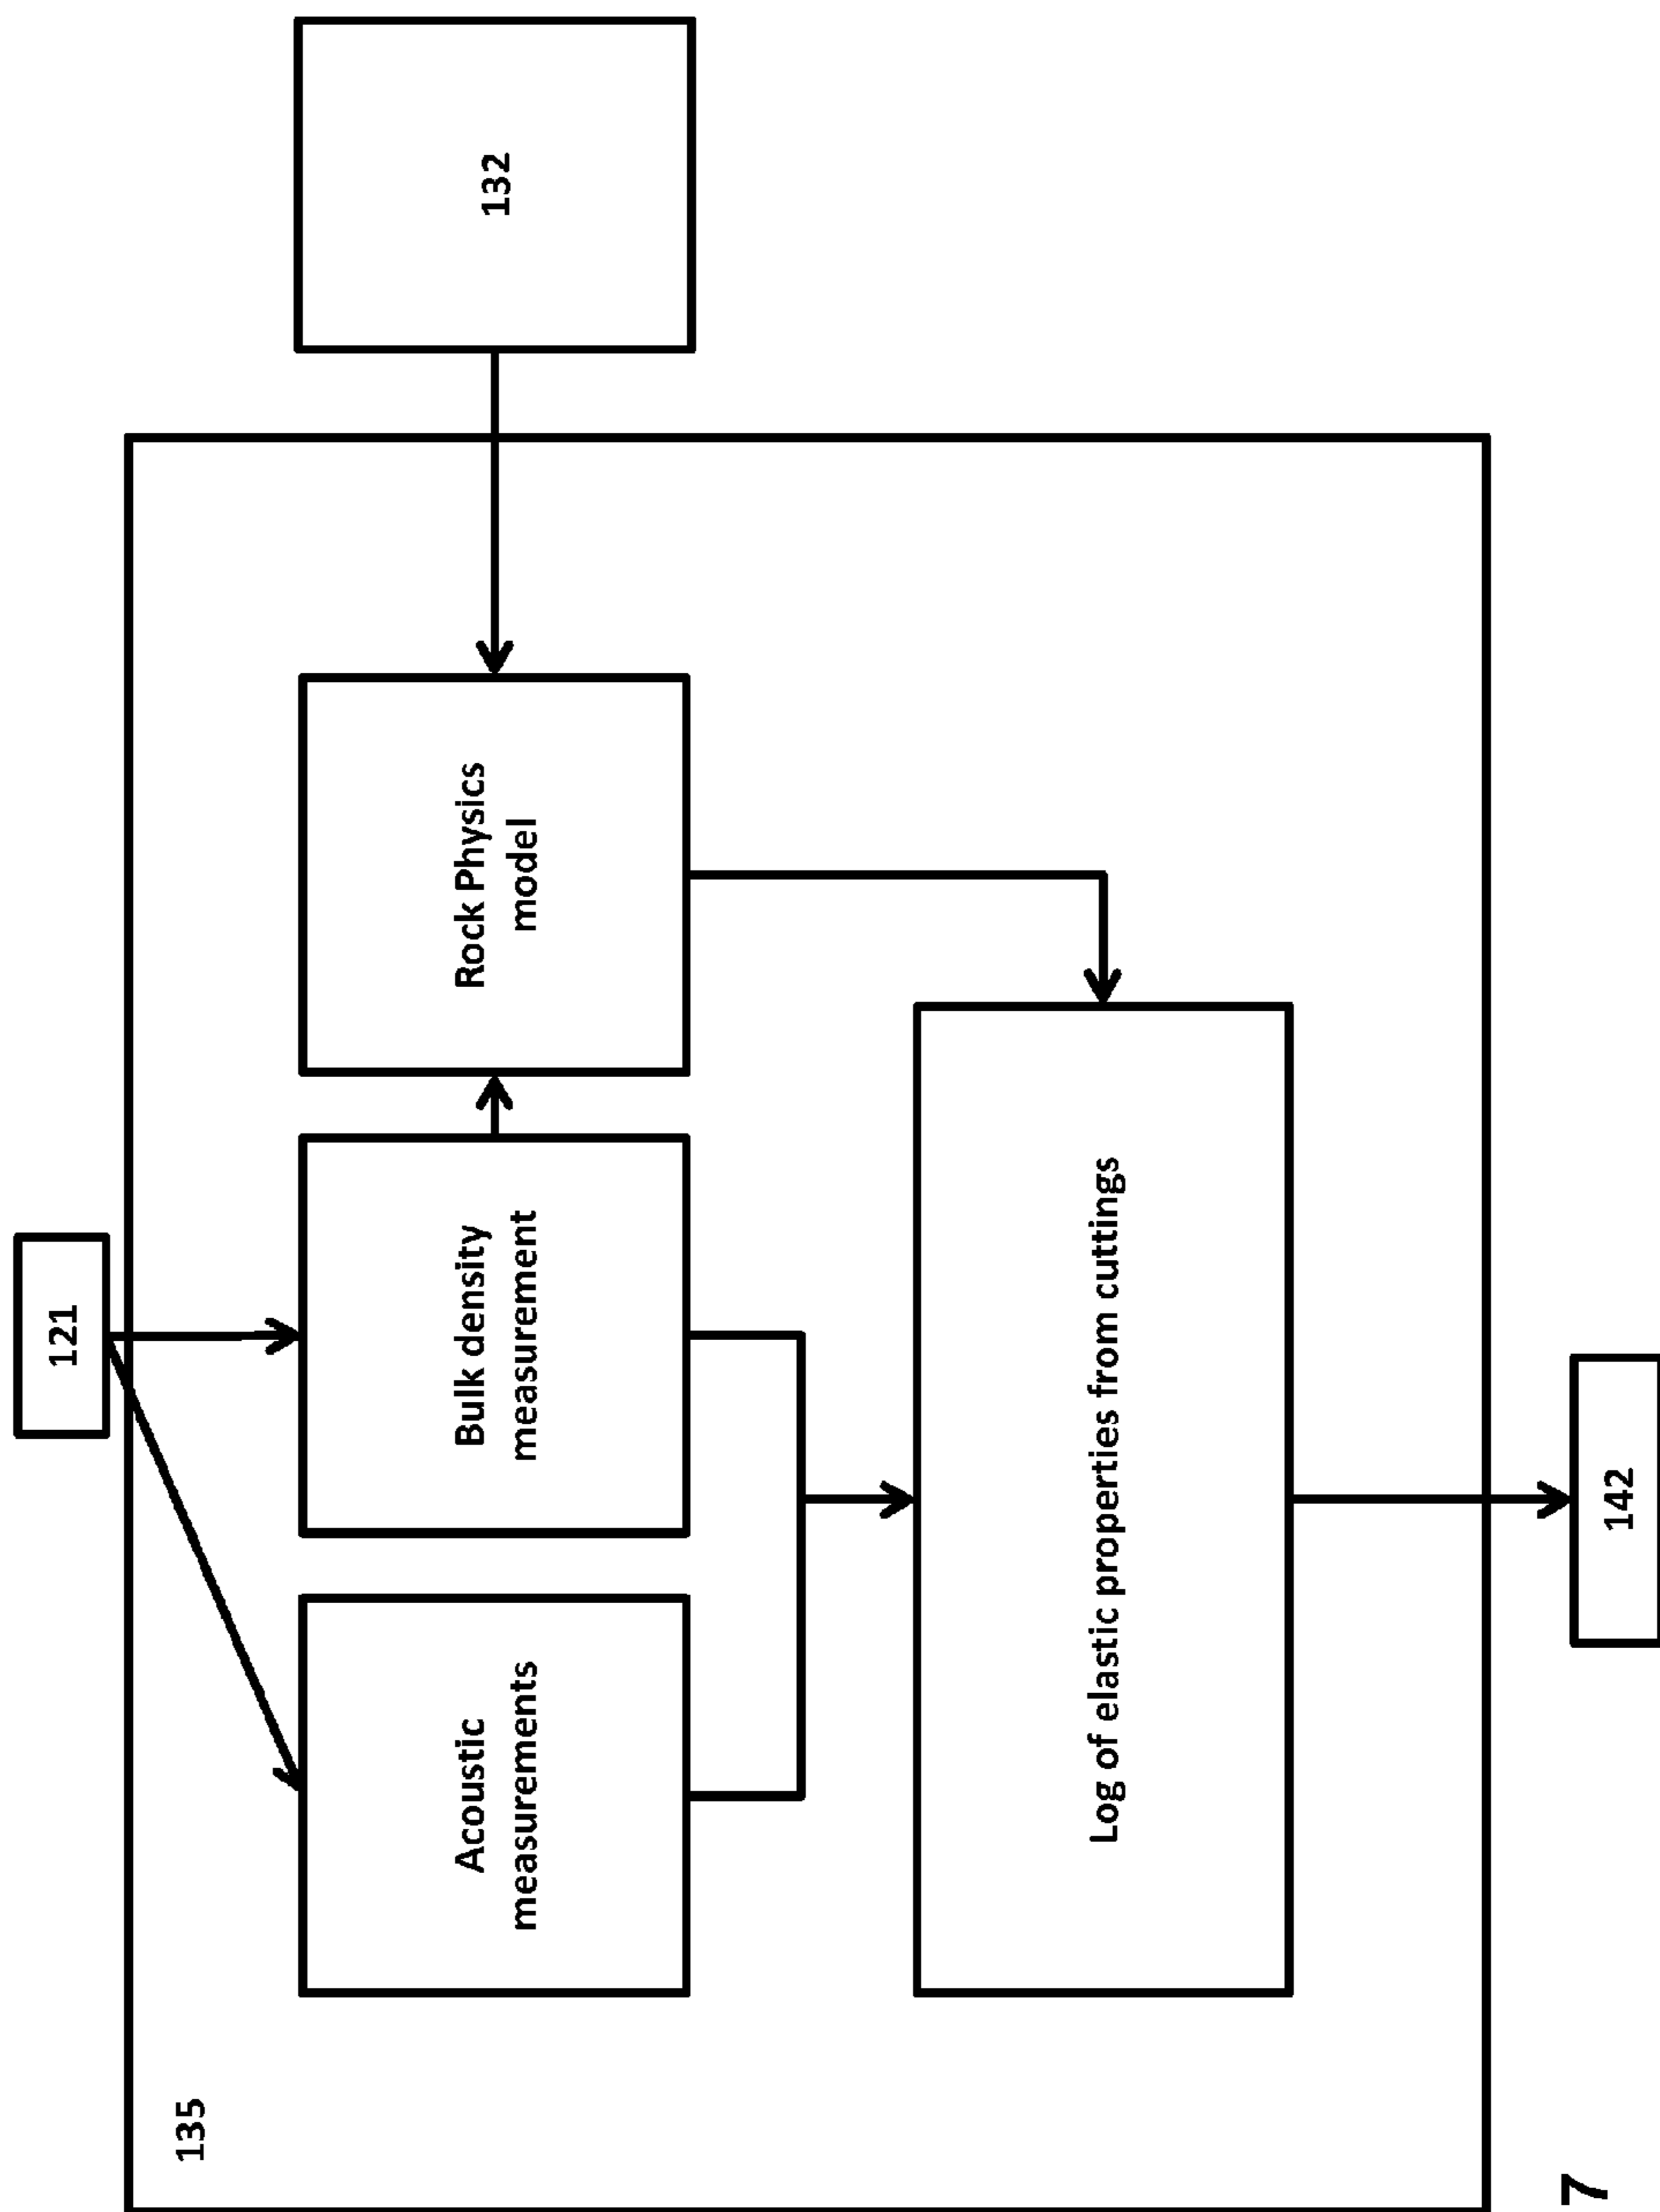 121
135
Acoustic
measurements
Bulk density
measurement
Rock Physics
model
132
Log of elastic properties from cuttings
142
7